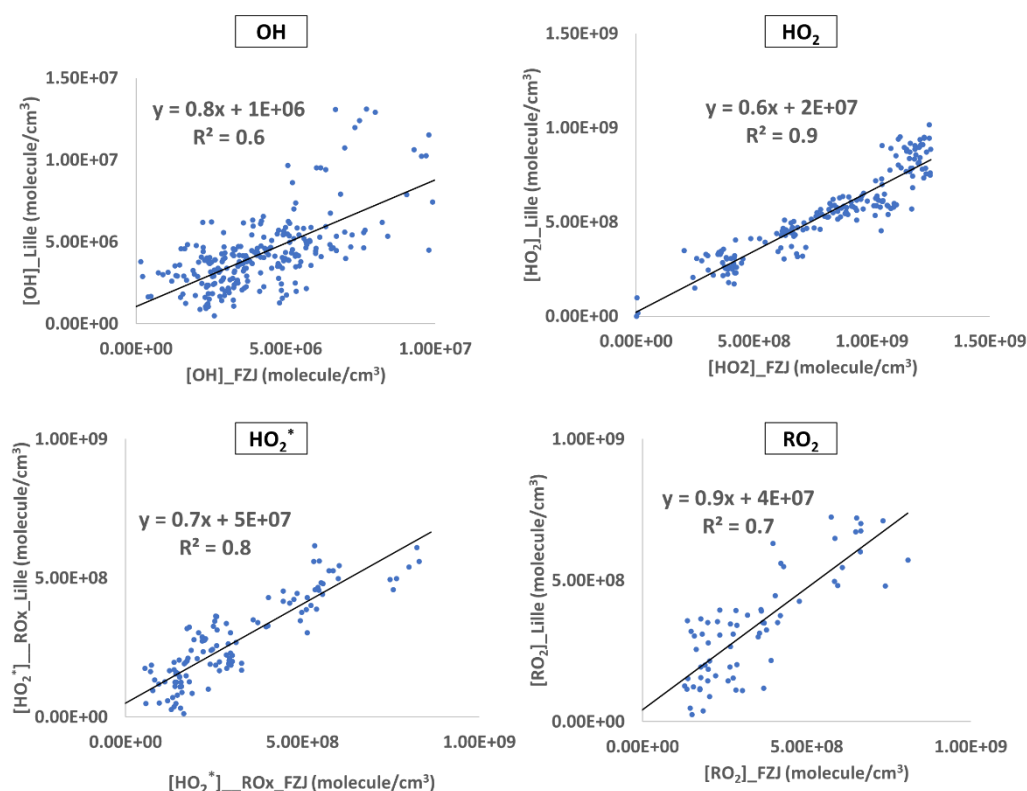 OH
1.50E+07
1.00E+07
5.00E+06
0.00E+00
[OH]_Lille (molecule/cm³)
y = 0.8x + 1E+06
R² = 0.6
0.00E+00 5.00E+06 1.00E+07
[OH]_FZJ (molecule/cm³)
HO₂
1.50E+09
1.00E+09
5.00E+08
0.00E+00
[HO₂]_Lille (molecule/cm³)
y = 0.6x + 2E+07
R² = 0.9
0.00E+00 5.00E+08 1.00E+09 1.50E+09
[HO2]_FZJ (molecule/cm³)
HO₂*
1.00E+09
5.00E+08
0.00E+00
[HO₂*]__ROx_Lille (molecule/cm³)
y = 0.7x + 5E+07
R² = 0.8
0.00E+00 5.00E+08 1.00E+09
[HO₂*]__ROx_FZJ (molecule/cm³)
RO₂
1.00E+09
5.00E+08
0.00E+00
[RO₂]_Lille (molecule/cm³)
y = 0.9x + 4E+07
R² = 0.7
0.00E+00 5.00E+08 1.00E+09
[RO₂]_FZJ (molecule/cm³)